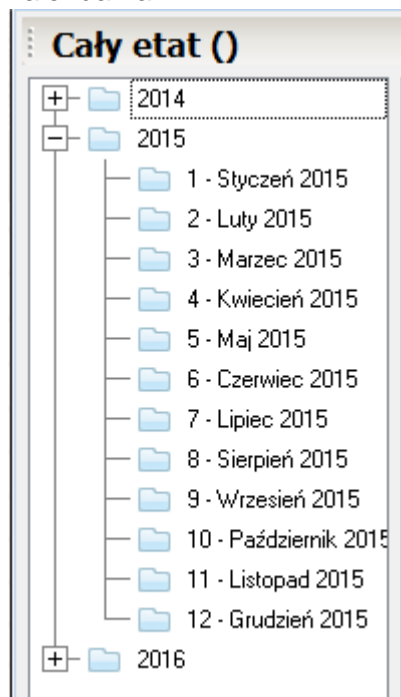 Cały etat ()
2014
2015
1 - Styczeń 2015
2 - Luty 2015
3 - Marzec 2015
4 - Kwiecień 2015
5 - Maj 2015
6 - Czerwiec 2015
7 - Lipiec 2015
8 - Sierpień 2015
9 - Wrzesień 2015
10 - Październik 2015
11 - Listopad 2015
12 - Grudzień 2015
2016